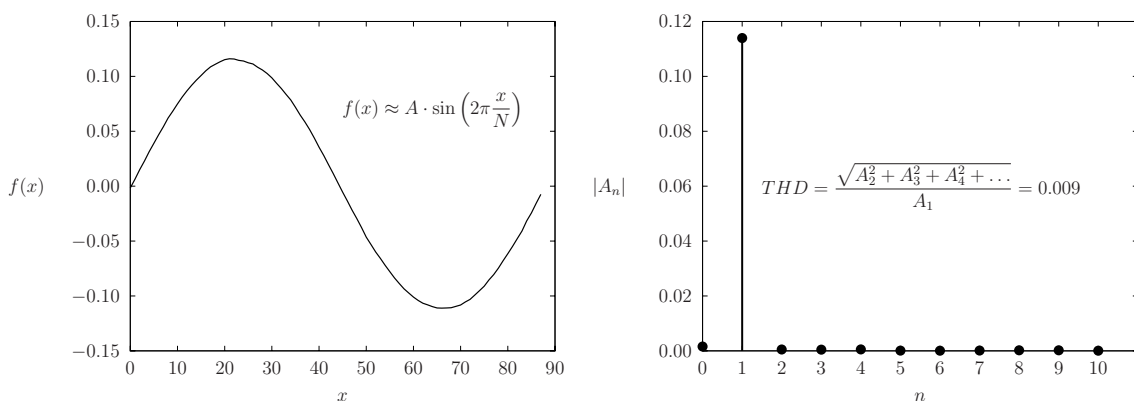 0.15
0.10
0.05
0.00
−0.05
−0.10
−0.15
f(x)
f(x) ≈ A · sin (2π x/N)
0 10 20 30 40 50 60 70 80 90
x
0.12
0.10
0.08
0.06
0.04
0.02
0.00
|A_n|
THD = √(A_2^2 + A_3^2 + A_4^2 + …) / A_1 = 0.009
0 1 2 3 4 5 6 7 8 9 10
n